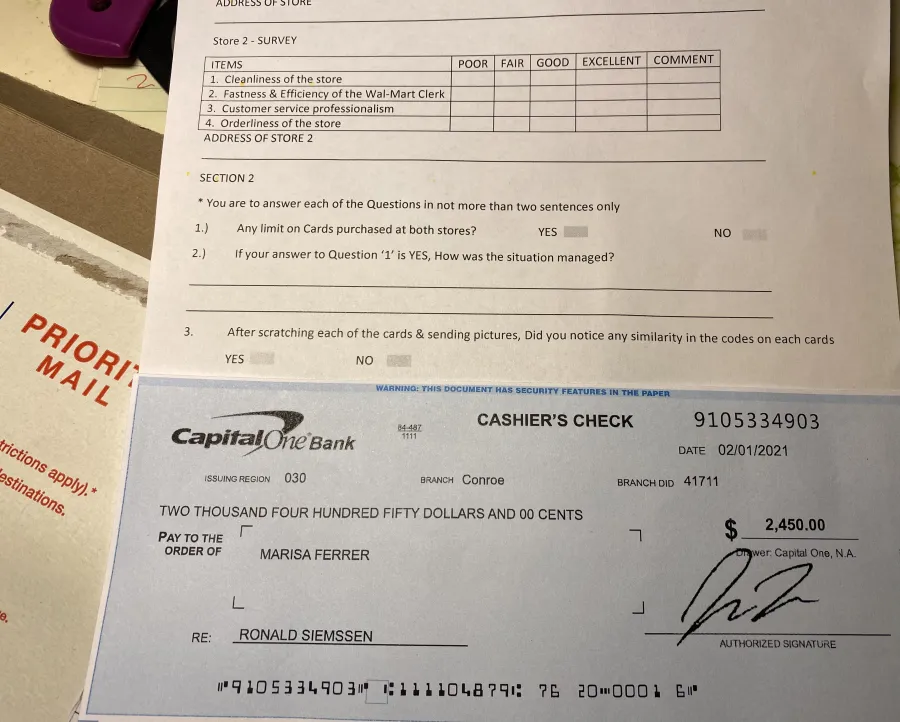 ADDRESS OF STORE
Store 2 - SURVEY
ITEMS POOR FAIR GOOD EXCELLENT COMMENT
1. Cleanliness of the store
2. Fastness & Efficiency of the Wal-Mart Clerk
3. Customer service professionalism
4. Orderliness of the store
ADDRESS OF STORE 2
SECTION 2
* You are to answer each of the Questions in not more than two sentences only
1.) Any limit on Cards purchased at both stores? YES NO
2.) If your answer to Question ‘1’ is YES, How was the situation managed?
3. After scratching each of the cards & sending pictures, Did you notice any similarity in the codes on each cards
YES NO
PRIORIT
MAIL
trictions apply).*
estinations.
e.
WARNING: THIS DOCUMENT HAS SECURITY FEATURES IN THE PAPER
CapitalOne Bank
84-487
1111
CASHIER'S CHECK
9105334903
DATE 02/01/2021
ISSUING REGION 030
BRANCH Conroe
BRANCH DID 41711
TWO THOUSAND FOUR HUNDRED FIFTY DOLLARS AND 00 CENTS
$ 2,450.00
PAY TO THE
ORDER OF
MARISA FERRER
Drawer: Capital One, N.A.
RE: RONALD SIEMSSEN
AUTHORIZED SIGNATURE
⑈9105334903⑈ ⑆111104879⑆ 76 20⑉0001 6⑈